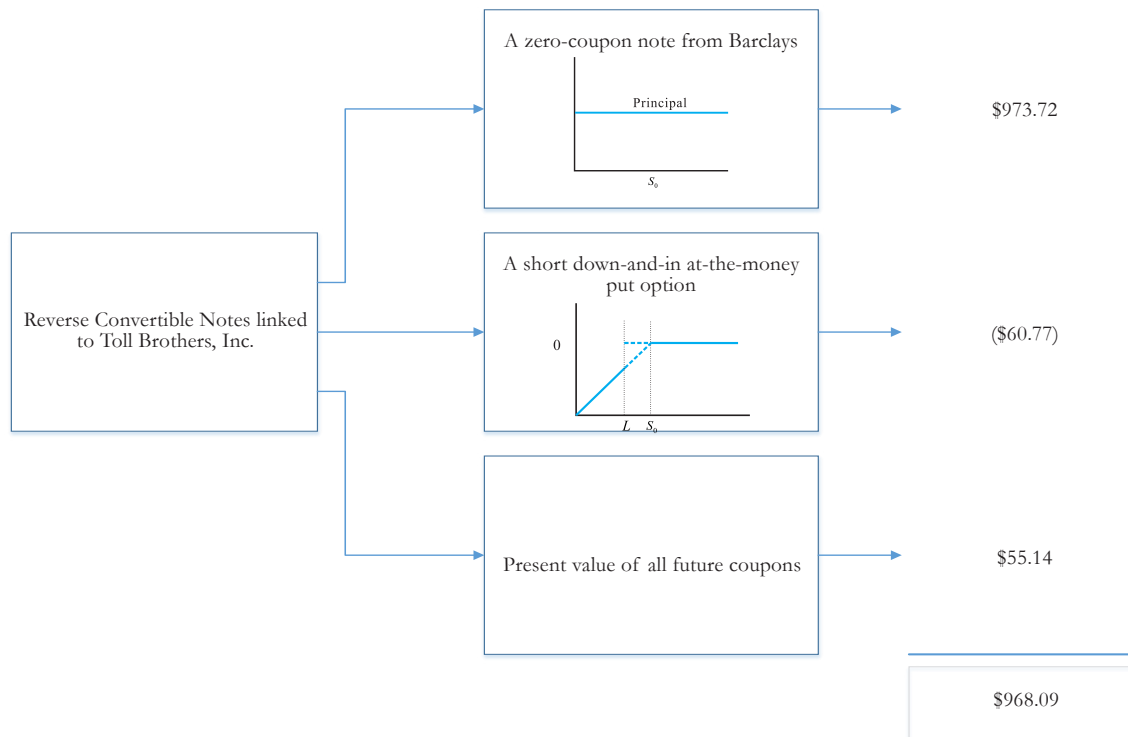 A zero-coupon note from Barclays
Principal
S₀
$973.72
Reverse Convertible Notes linked
to Toll Brothers, Inc.
A short down-and-in at-the-money
put option
0
L S₀
($60.77)
Present value of all future coupons
$55.14
$968.09